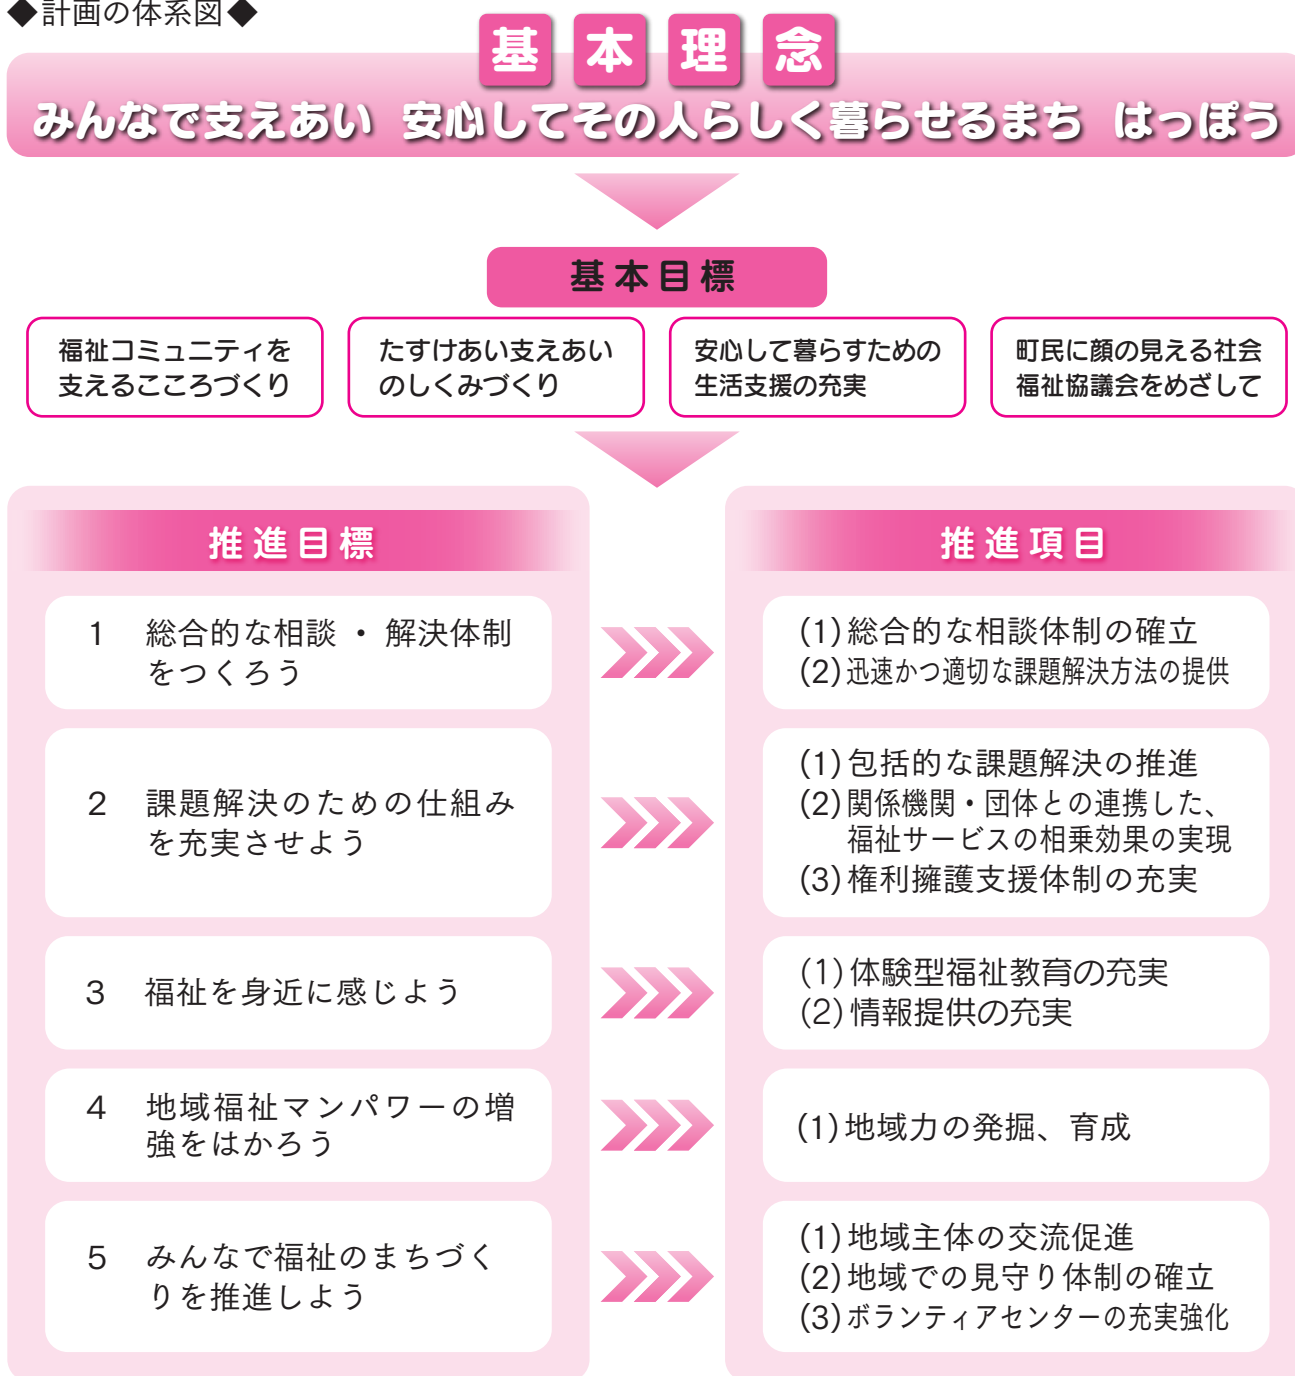 ◆計画の体系図◆
基本理念
みんなで支えあい 安心してその人らしく暮らせるまち はっぽう
基本目標
福祉コミュニティを
支えるこころづくり
たすけあい支えあい
のしくみづくり
安心して暮らすための
生活支援の充実
町民に顔の見える社会
福祉協議会をめざして
推進目標
1 総合的な相談・解決体制
をつくろう
2 課題解決のための仕組み
を充実させよう
3 福祉を身近に感じよう
4 地域福祉マンパワーの増
強をはかろう
5 みんなで福祉のまちづく
りを推進しよう
推進項目
(1)総合的な相談体制の確立
(2)迅速かつ適切な課題解決方法の提供
(1)包括的な課題解決の推進
(2)関係機関・団体との連携した、
福祉サービスの相乗効果の実現
(3)権利擁護支援体制の充実
(1)体験型福祉教育の充実
(2)情報提供の充実
(1)地域力の発掘、育成
(1)地域主体の交流促進
(2)地域での見守り体制の確立
(3)ボランティアセンターの充実強化